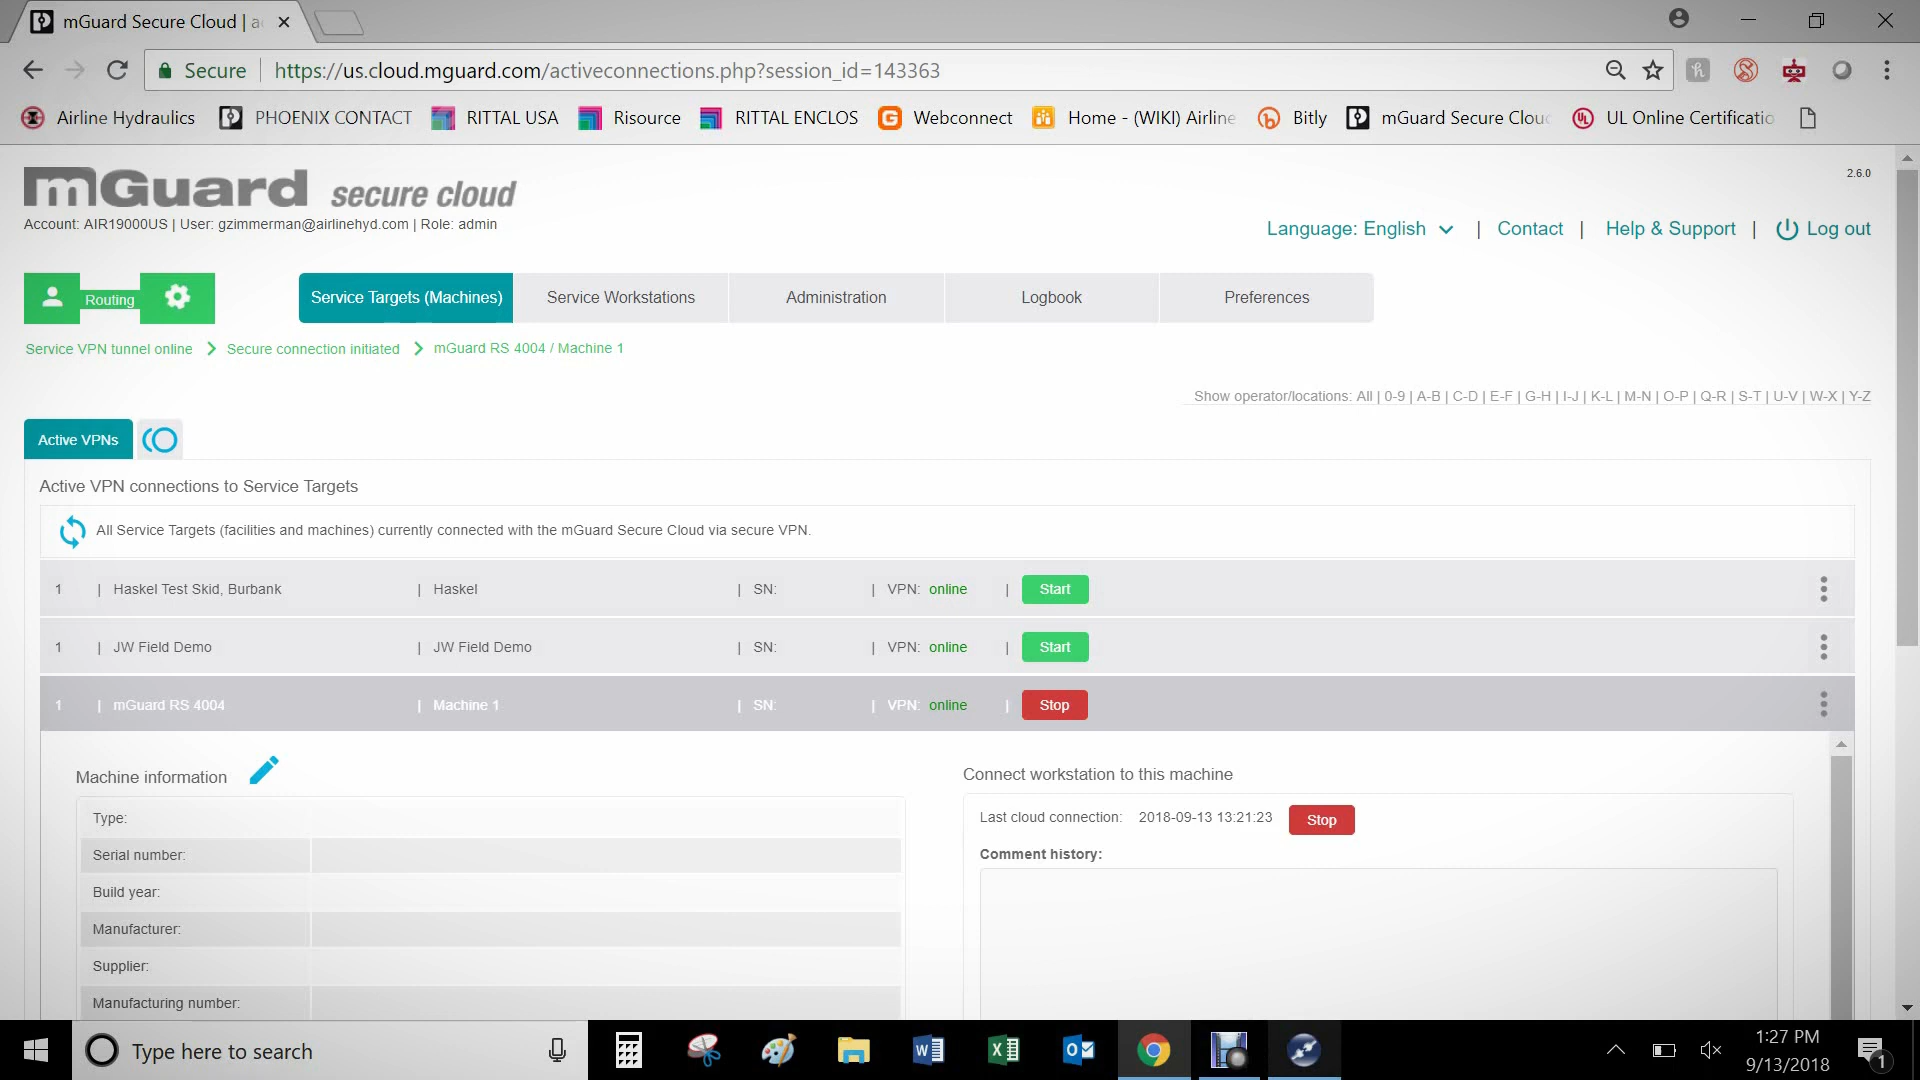 mGuard Secure Cloud | a
Secure https://us.cloud.mguard.com/activeconnections.php?session_id=143363
Airline Hydraulics PHOENIX CONTACT RITTAL USA Risource RITTAL ENCLOS Webconnect Home - (WIKI) Airline Bitly mGuard Secure Clou UL Online Certificatio
mGuard secure cloud
2.6.0
Account: AIR19000US | User: gzimmerman@airlinehyd.com | Role: admin
Language: English | Contact | Help & Support | Log out
Routing
Service Targets (Machines) Service Workstations Administration Logbook Preferences
Service VPN tunnel online Secure connection initiated mGuard RS 4004 / Machine 1
Show operator/locations: All | 0-9 | A-B | C-D | E-F | G-H | I-J | K-L | M-N | O-P | Q-R | S-T | U-V | W-X | Y-Z
Active VPNs
Active VPN connections to Service Targets
All Service Targets (facilities and machines) currently connected with the mGuard Secure Cloud via secure VPN.
1 | Haskel Test Skid, Burbank | Haskel | SN: | VPN: online | Start
1 | JW Field Demo | JW Field Demo | SN: | VPN: online | Start
1 | mGuard RS 4004 | Machine 1 | SN: | VPN: online | Stop
Machine information
Connect workstation to this machine
Type:
Last cloud connection: 2018-09-13 13:21:23 Stop
Serial number:
Comment history:
Build year:
Manufacturer:
Supplier:
Manufacturing number:
Type here to search
1:27 PM
9/13/2018
1